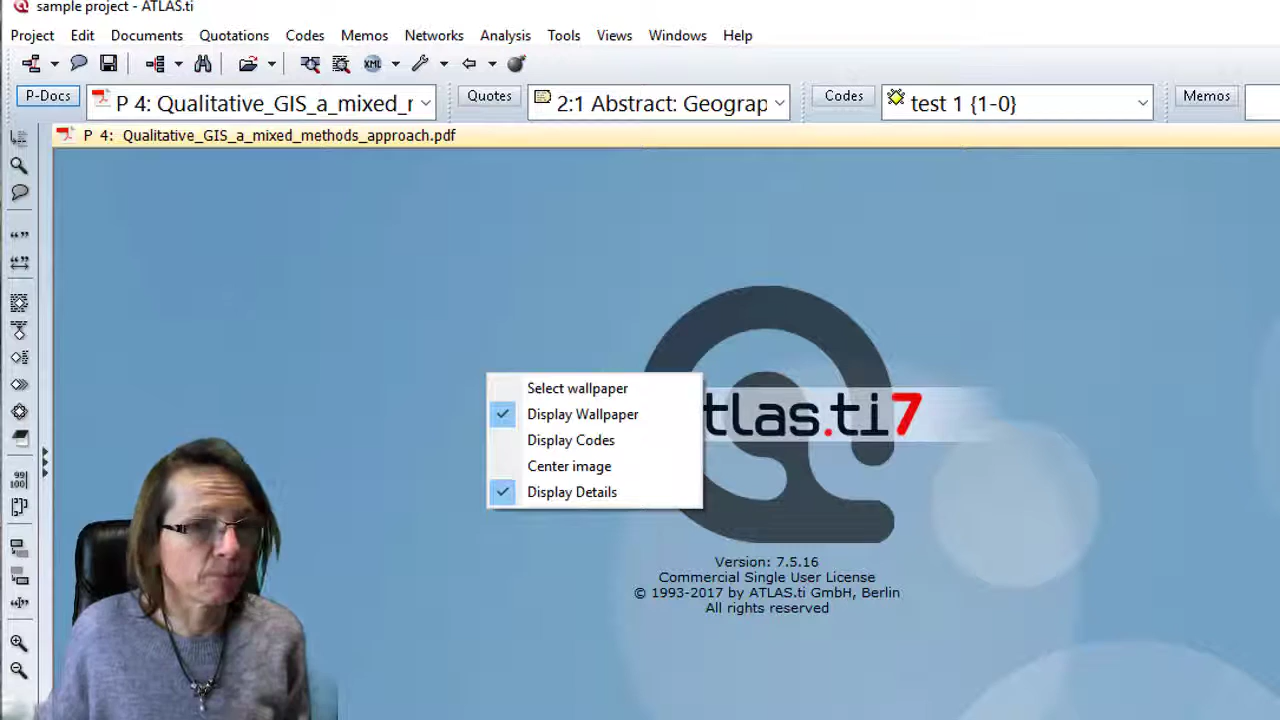 sample project - ATLAS.ti
Project Edit Documents Quotations Codes Memos Networks Analysis Tools Views Windows Help
XML
P-Docs P 4: Qualitative_GIS_a_mixed_r Quotes 2:1 Abstract: Geograp Codes test 1 {1-0} Memos
P 4: Qualitative_GIS_a_mixed_methods_approach.pdf
Select wallpaper
Display Wallpaper
Display Codes
Center image
Display Details
tlas.ti7
Version: 7.5.16
Commercial Single User License
© 1993-2017 by ATLAS.ti GmbH, Berlin
All rights reserved